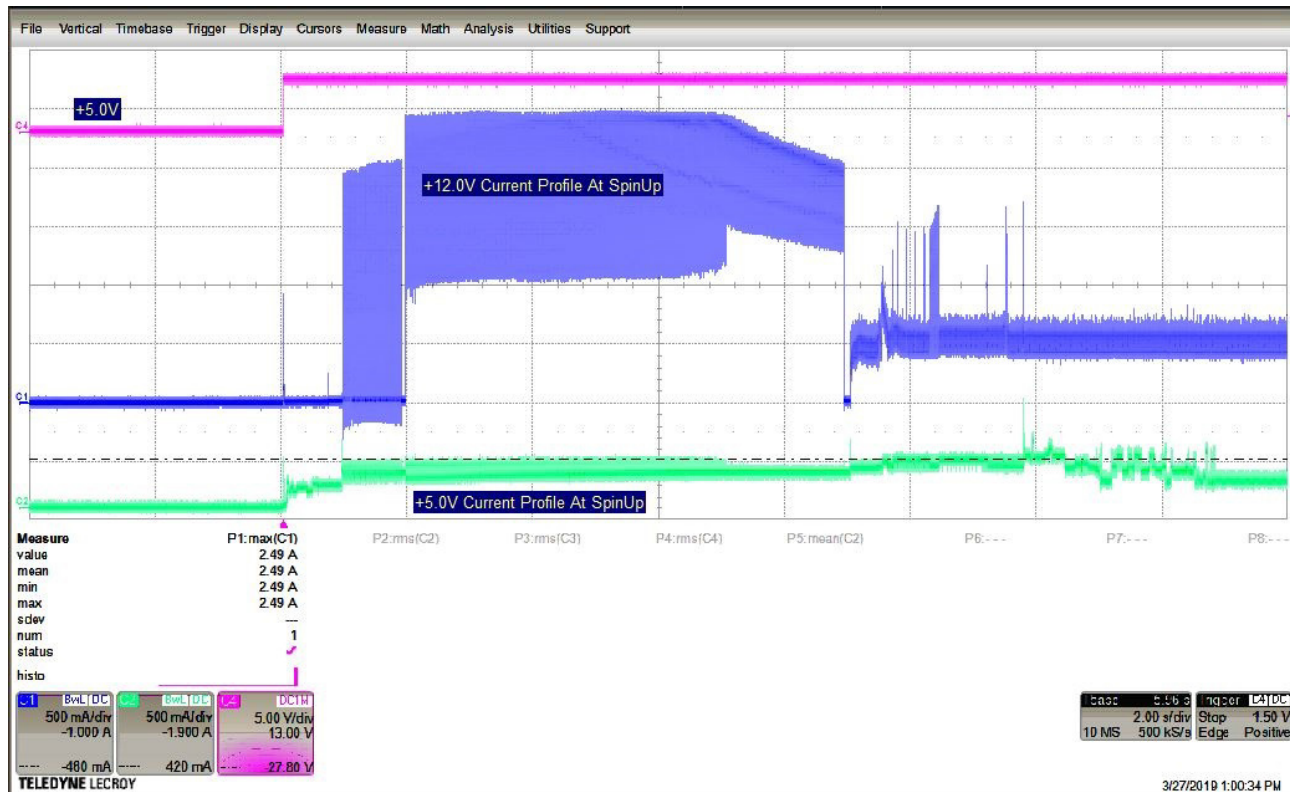 File Vertical Timebase Trigger Display Cursors Measure Math Analysis Utilities Support
C4
+5.0V
+12.0V Current Profile At SpinUp
C1
C2
+5.0V Current Profile At SpinUp
Measure P1:max(C1) P2:rms(C2) P3:rms(C3) P4:rms(C4) P5:mean(C2) P6:--- P7:--- P8:---
value 2.49 A
mean 2.49 A
min 2.49 A
max 2.49 A
sdev ---
num 1
status
histo
C1 BwL DC
500 mA/div
-1.000 A
-480 mA
C2 BwL DC
500 mA/div
-1.900 A
420 mA
C4 DC1M
5.00 V/div
13.00 V
-27.80 V
Tbase -5.96 s
2.00 s/div
10 MS 500 kS/s
Trigger C4 DC
Stop 1.50 V
Edge Positive
TELEDYNE LECROY
3/27/2019 1:00:34 PM